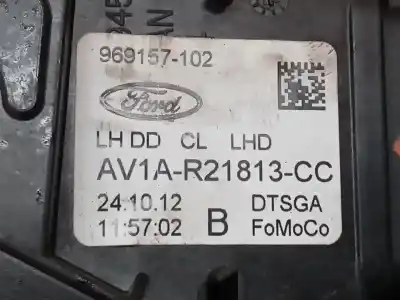 969157-102
Ford
LH DD CL LHD
AV1A-R21813-CC
24.10.12 DTSGA
11:57:02 B FoMoCo